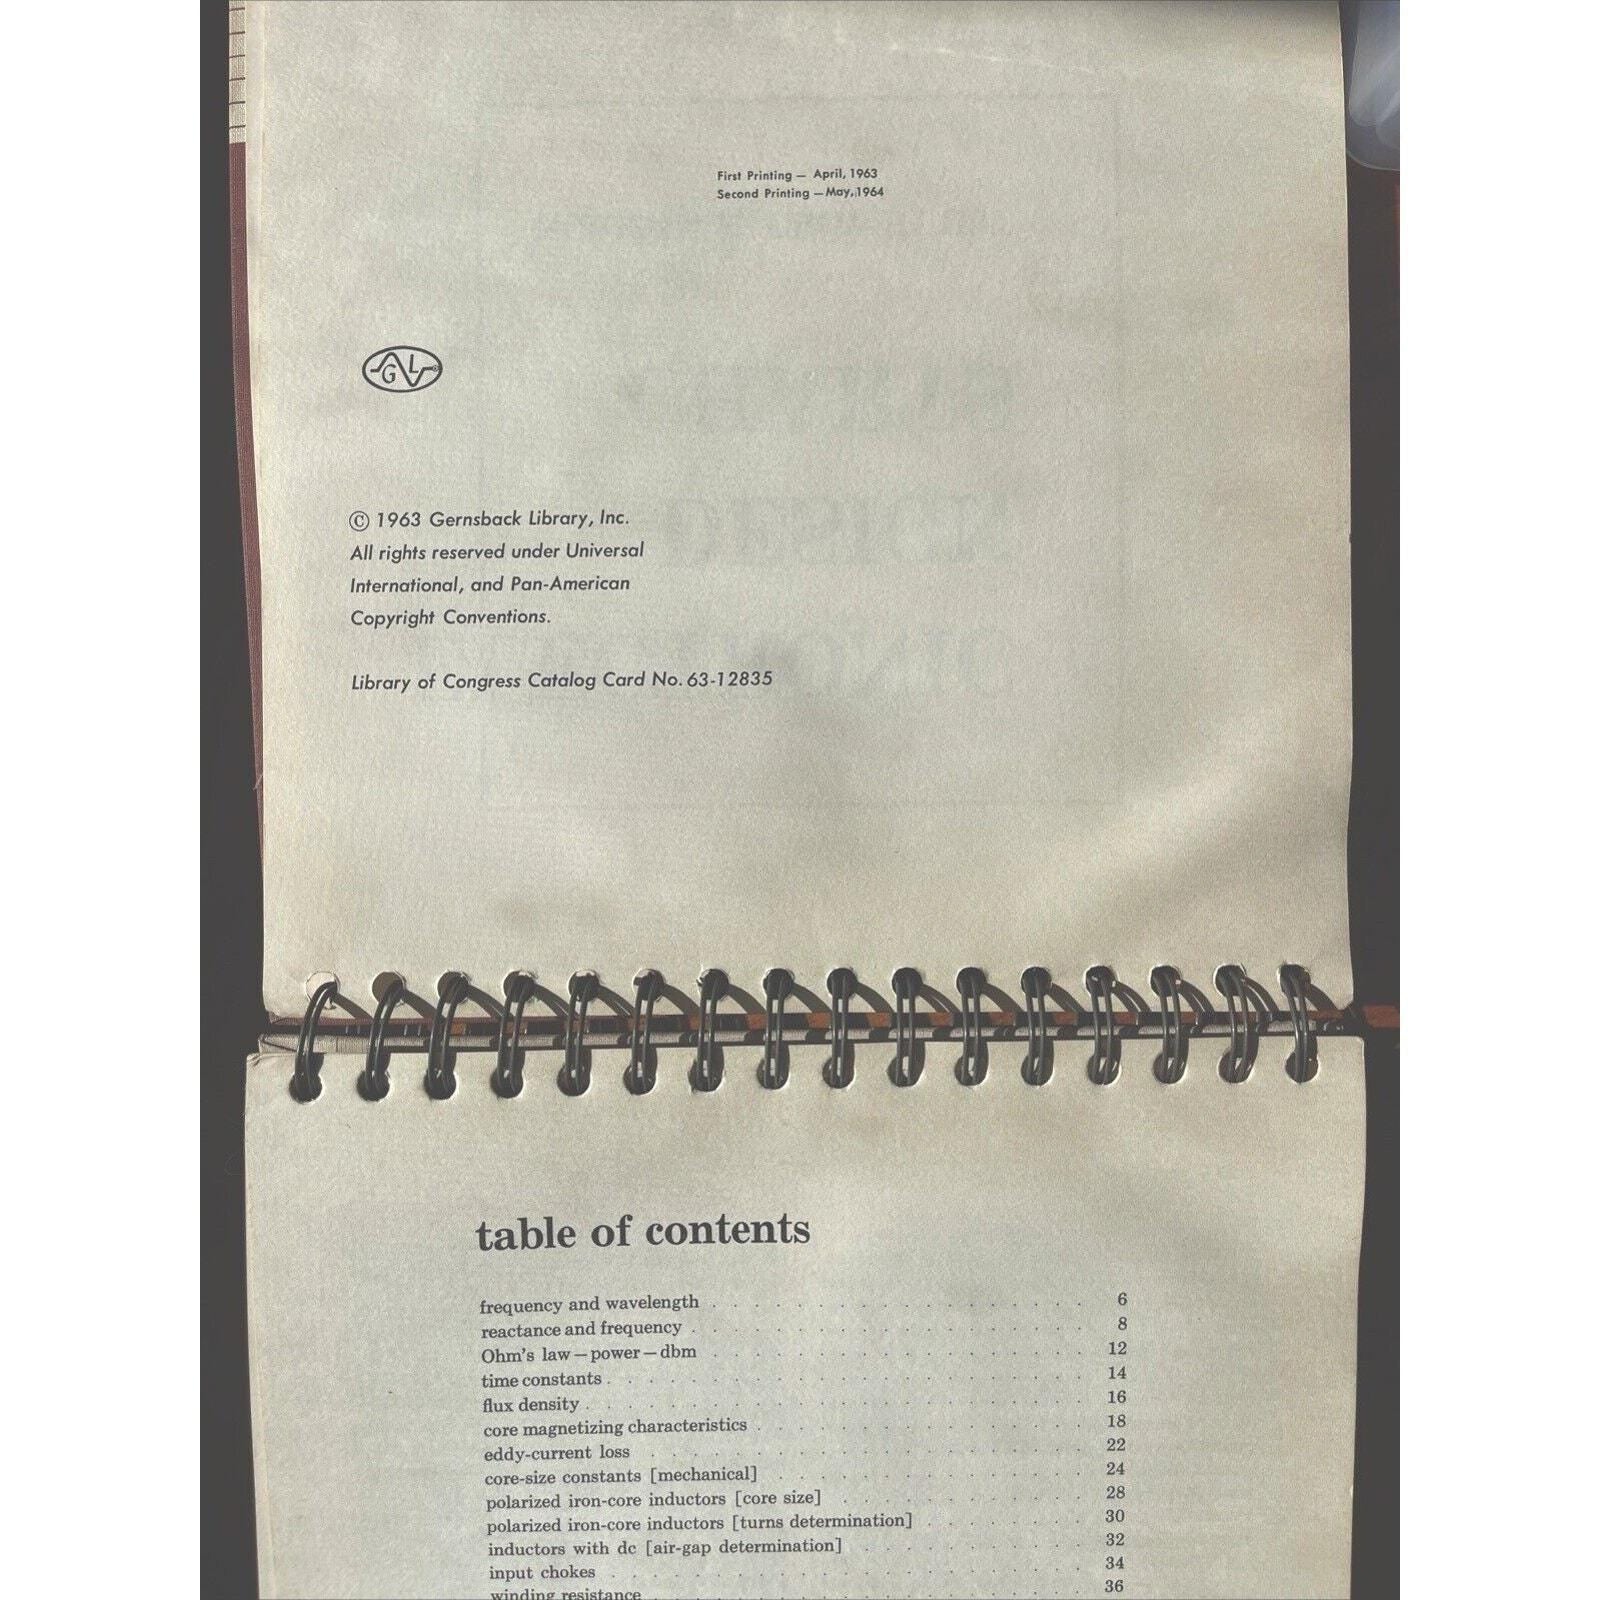 First Printing — April, 1963
Second Printing — May, 1964
GL
© 1963 Gernsback Library, Inc.
All rights reserved under Universal
International, and Pan-American
Copyright Conventions.
Library of Congress Catalog Card No. 63-12835
table of contents
frequency and wavelength . . . . . . . . . . . . . . . . . . 6
reactance and frequency . . . . . . . . . . . . . . . . . . . 8
Ohm's law — power — dbm . . . . . . . . . . . . . . . . . . 12
time constants . . . . . . . . . . . . . . . . . . . . . . . 14
flux density . . . . . . . . . . . . . . . . . . . . . . . . 16
core magnetizing characteristics . . . . . . . . . . . . . . . . 18
eddy-current loss . . . . . . . . . . . . . . . . . . . . . 22
core-size constants [mechanical] . . . . . . . . . . . . . . . 24
polarized iron-core inductors [core size] . . . . . . . . . . . . 28
polarized iron-core inductors [turns determination] . . . . . . . . 30
inductors with dc [air-gap determination] . . . . . . . . . . . 32
input chokes . . . . . . . . . . . . . . . . . . . . . . . 34
winding resistance . . . . . . . . . . . . . . . . . . . . . 36